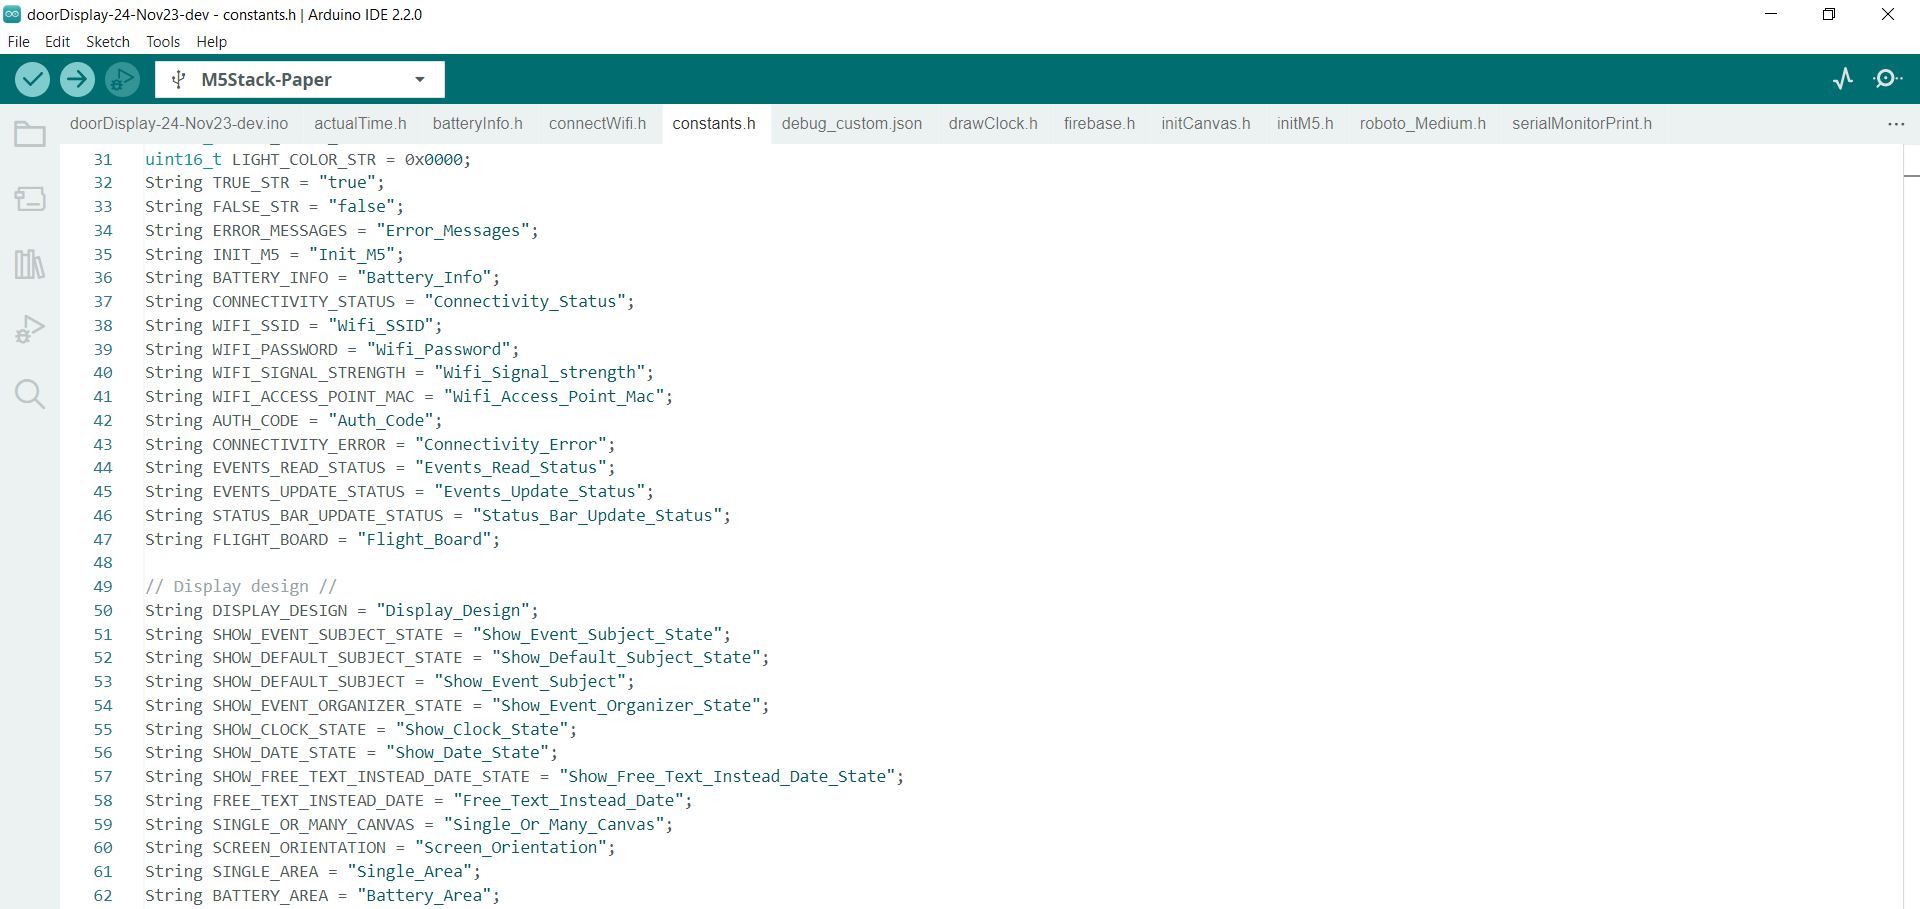 doorDisplay-24-Nov23-dev - constants.h | Arduino IDE 2.2.0
File Edit Sketch Tools Help
M5Stack-Paper
doorDisplay-24-Nov23-dev.ino actualTime.h batteryInfo.h connectWifi.h constants.h debug_custom.json drawClock.h firebase.h initCanvas.h initM5.h roboto_Medium.h serialMonitorPrint.h ...
31 uint16_t LIGHT_COLOR_STR = 0x0000;
32 String TRUE_STR = "true";
33 String FALSE_STR = "false";
34 String ERROR_MESSAGES = "Error_Messages";
35 String INIT_M5 = "Init_M5";
36 String BATTERY_INFO = "Battery_Info";
37 String CONNECTIVITY_STATUS = "Connectivity_Status";
38 String WIFI_SSID = "Wifi_SSID";
39 String WIFI_PASSWORD = "Wifi_Password";
40 String WIFI_SIGNAL_STRENGTH = "Wifi_Signal_strength";
41 String WIFI_ACCESS_POINT_MAC = "Wifi_Access_Point_Mac";
42 String AUTH_CODE = "Auth_Code";
43 String CONNECTIVITY_ERROR = "Connectivity_Error";
44 String EVENTS_READ_STATUS = "Events_Read_Status";
45 String EVENTS_UPDATE_STATUS = "Events_Update_Status";
46 String STATUS_BAR_UPDATE_STATUS = "Status_Bar_Update_Status";
47 String FLIGHT_BOARD = "Flight_Board";
48
49 // Display design //
50 String DISPLAY_DESIGN = "Display_Design";
51 String SHOW_EVENT_SUBJECT_STATE = "Show_Event_Subject_State";
52 String SHOW_DEFAULT_SUBJECT_STATE = "Show_Default_Subject_State";
53 String SHOW_DEFAULT_SUBJECT = "Show_Event_Subject";
54 String SHOW_EVENT_ORGANIZER_STATE = "Show_Event_Organizer_State";
55 String SHOW_CLOCK_STATE = "Show_Clock_State";
56 String SHOW_DATE_STATE = "Show_Date_State";
57 String SHOW_FREE_TEXT_INSTEAD_DATE_STATE = "Show_Free_Text_Instead_Date_State";
58 String FREE_TEXT_INSTEAD_DATE = "Free_Text_Instead_Date";
59 String SINGLE_OR_MANY_CANVAS = "Single_Or_Many_Canvas";
60 String SCREEN_ORIENTATION = "Screen_Orientation";
61 String SINGLE_AREA = "Single_Area";
62 String BATTERY_AREA = "Battery_Area";